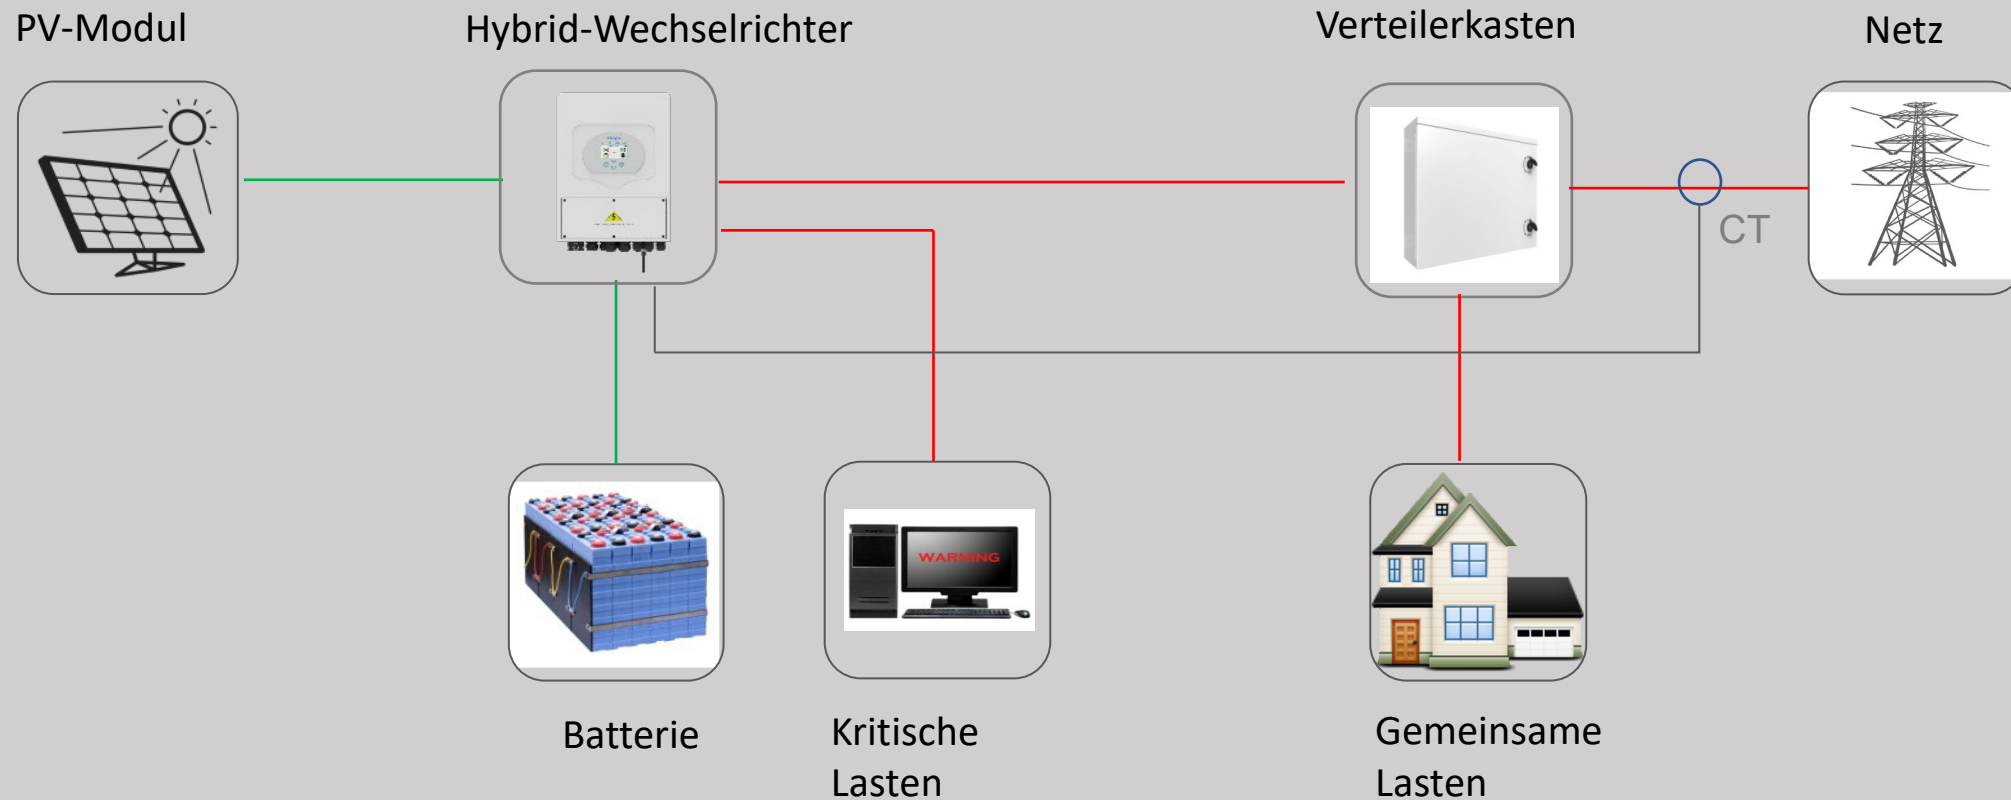 PV-Modul
Hybrid-Wechselrichter
Verteilerkasten
Netz
CT
WARNING
Batterie
Kritische
Lasten
Gemeinsame
Lasten